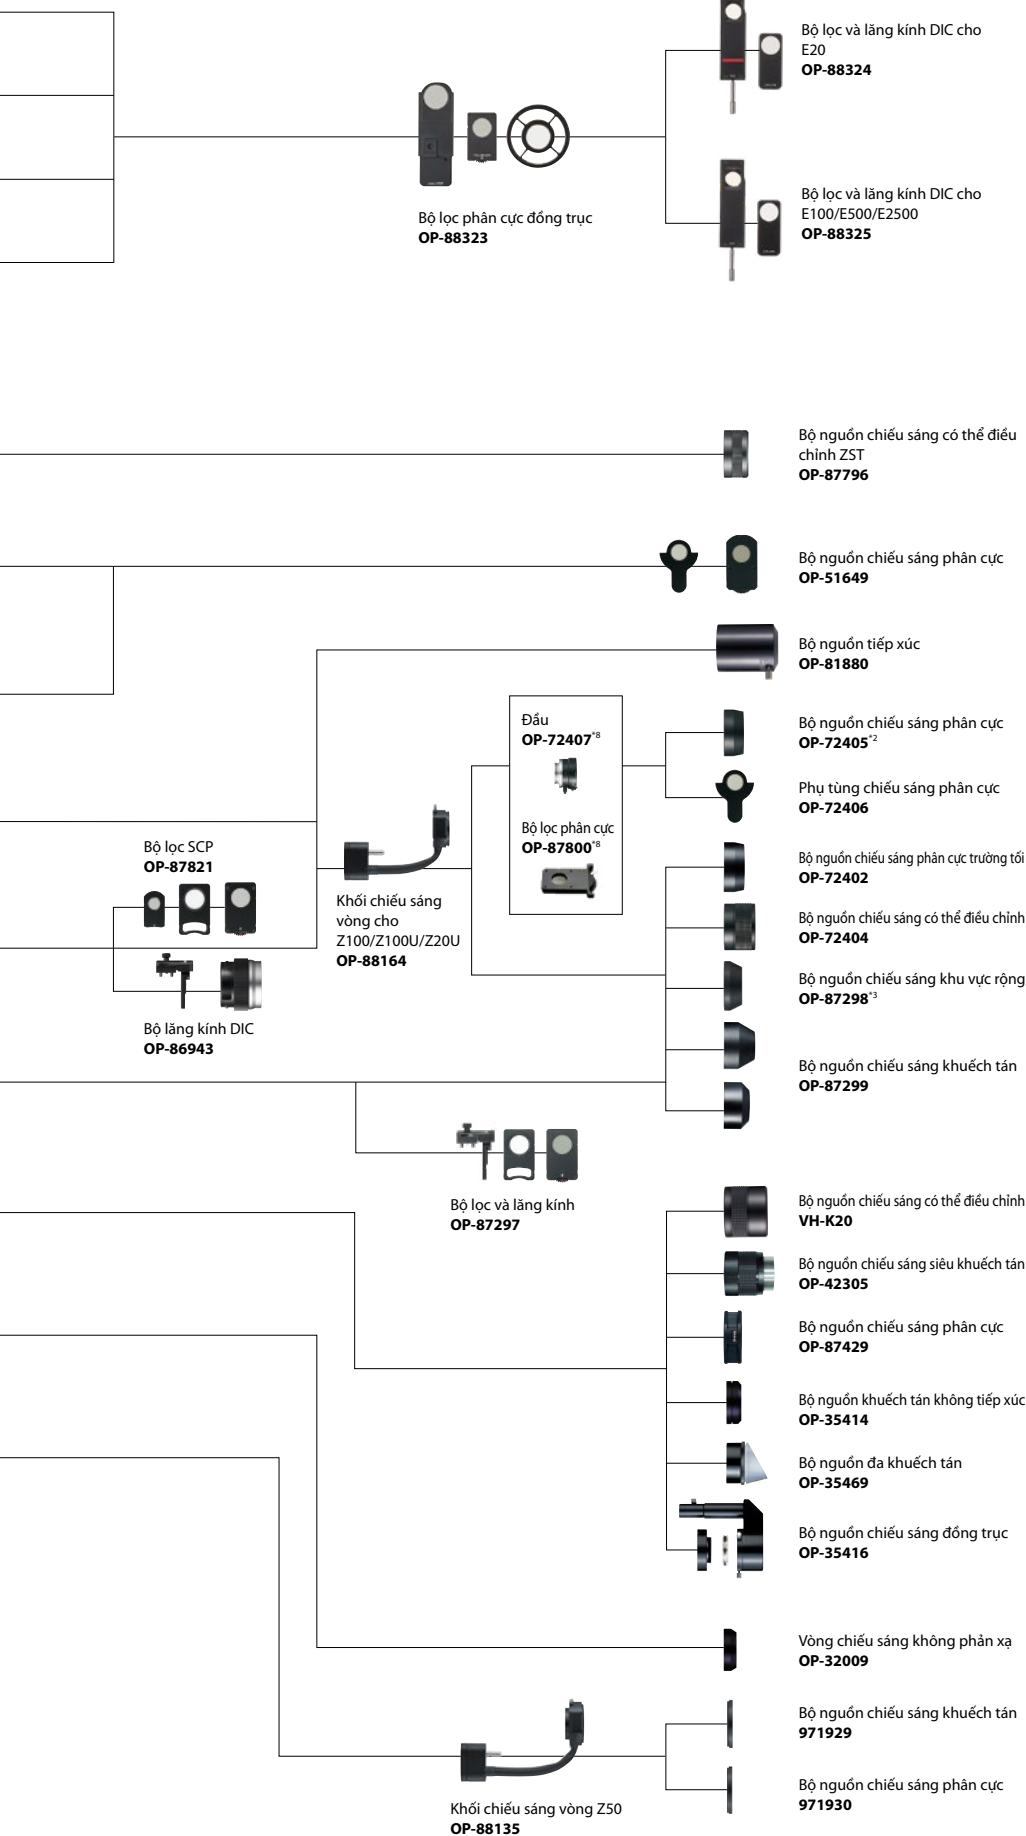 Bộ lọc và lăng kính DIC cho
E20
OP-88324
Bộ lọc phân cực đồng trục
OP-88323
Bộ lọc và lăng kính DIC cho
E100/E500/E2500
OP-88325
Bộ nguồn chiếu sáng có thể điều
chỉnh ZST
OP-87796
Bộ nguồn chiếu sáng phân cực
OP-51649
Bộ nguồn tiếp xúc
OP-81880
Đầu
OP-72407*8
Bộ lọc phân cực
OP-87800*8
Bộ nguồn chiếu sáng phân cực
OP-72405*2
Phụ tùng chiếu sáng phân cực
OP-72406
Bộ lọc SCP
OP-87821
Khối chiếu sáng
vòng cho
Z100/Z100U/Z20U
OP-88164
Bộ nguồn chiếu sáng phân cực trường tối
OP-72402
Bộ nguồn chiếu sáng có thể điều chỉnh
OP-72404
Bộ nguồn chiếu sáng khu vực rộng
OP-87298*3
Bộ lăng kính DIC
OP-86943
Bộ nguồn chiếu sáng khuếch tán
OP-87299
Bộ lọc và lăng kính
OP-87297
Bộ nguồn chiếu sáng có thể điều chỉnh
VH-K20
Bộ nguồn chiếu sáng siêu khuếch tán
OP-42305
Bộ nguồn chiếu sáng phân cực
OP-87429
Bộ nguồn khuếch tán không tiếp xúc
OP-35414
Bộ nguồn đa khuếch tán
OP-35469
Bộ nguồn chiếu sáng đồng trục
OP-35416
Vòng chiếu sáng không phản xạ
OP-32009
Bộ nguồn chiếu sáng khuếch tán
971929
Khối chiếu sáng vòng Z50
OP-88135
Bộ nguồn chiếu sáng phân cực
971930